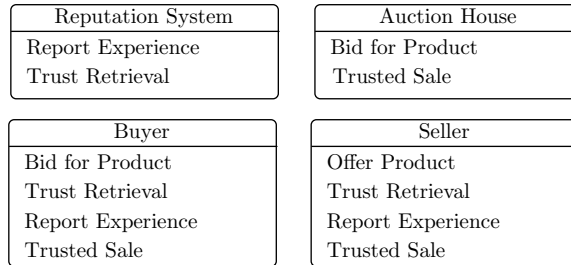 Reputation System
Report Experience
Trust Retrieval
Auction House
Bid for Product
Trusted Sale
Buyer
Bid for Product
Trust Retrieval
Report Experience
Trusted Sale
Seller
Offer Product
Trust Retrieval
Report Experience
Trusted Sale